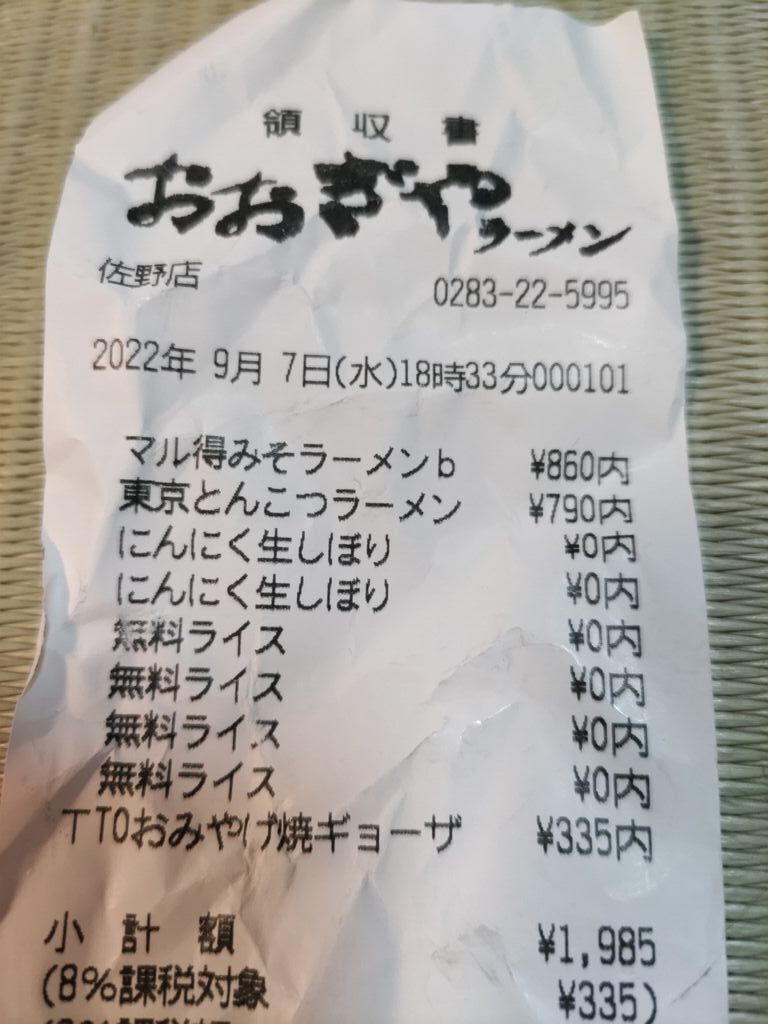 領収書
おおぎやラーメン
佐野店
0283-22-5995
2022年 9月 7日(水)18時33分000101
マル得みそラーメンb ¥860内
東京とんこつラーメン ¥790内
にんにく生しぼり ¥0内
にんにく生しぼり ¥0内
無料ライス ¥0内
無料ライス ¥0内
無料ライス ¥0内
無料ライス ¥0内
TTOおみやげ焼ギョーザ ¥335内
小計額 ¥1,985
(8%課税対象 ¥335)